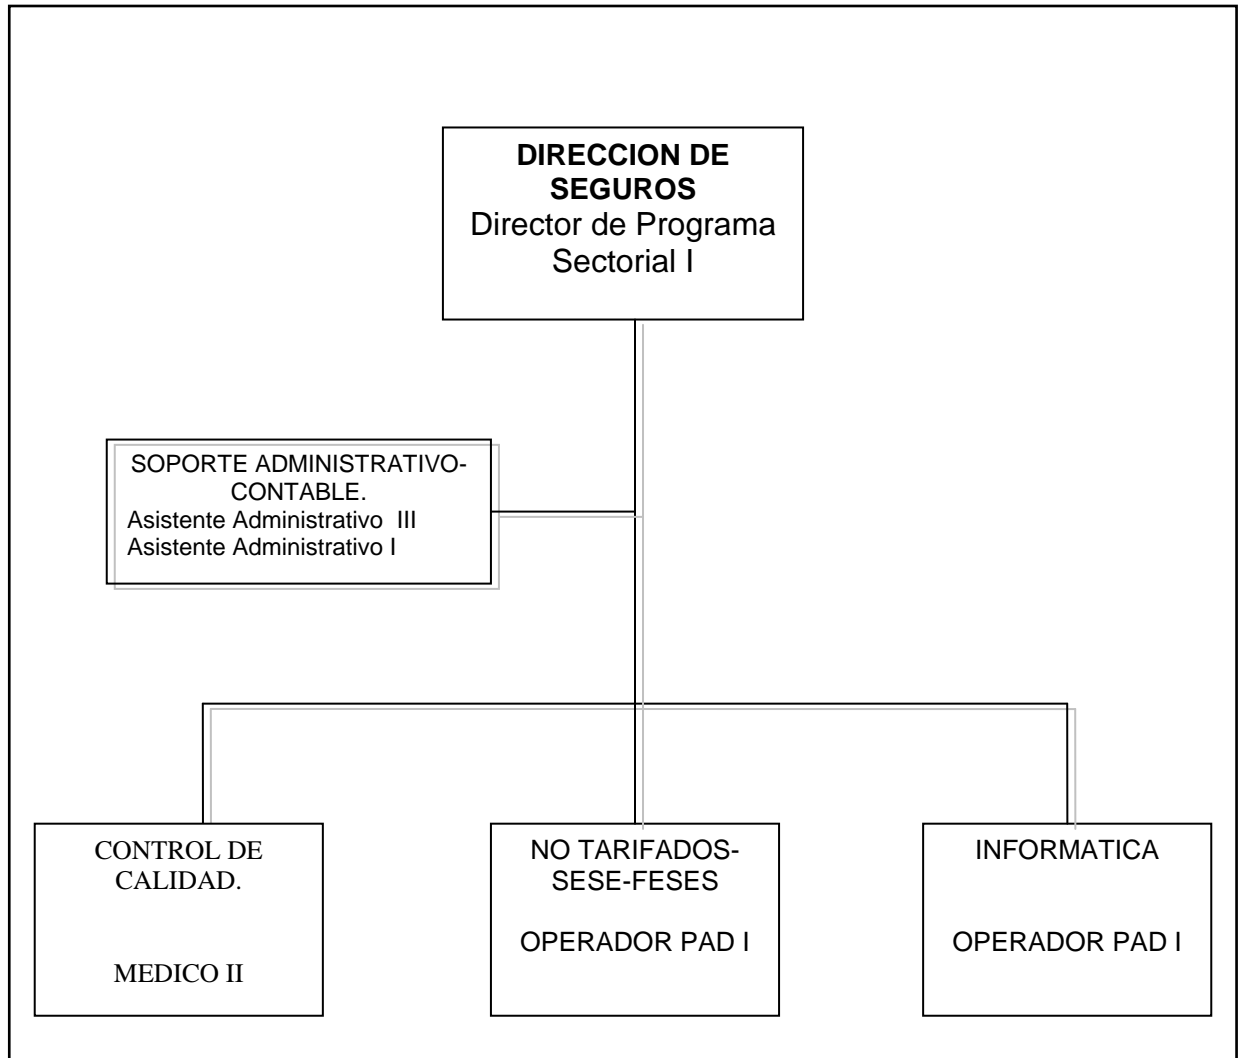 DIRECCION DE
SEGUROS
Director de Programa
Sectorial I
SOPORTE ADMINISTRATIVO-
CONTABLE.
Asistente Administrativo  III
Asistente Administrativo I
CONTROL DE
CALIDAD.
MEDICO II
NO TARIFADOS-
SESE-FESES
OPERADOR PAD I
INFORMATICA
OPERADOR PAD I